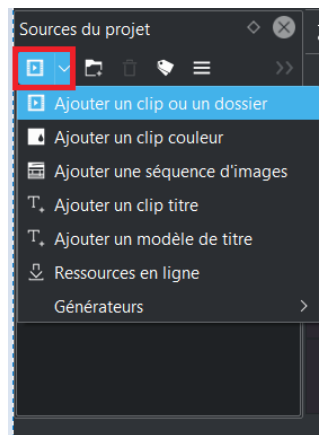 Sources du projet
Ajouter un clip ou un dossier
Ajouter un clip couleur
Ajouter une séquence d'images
Ajouter un clip titre
Ajouter un modèle de titre
Ressources en ligne
Générateurs